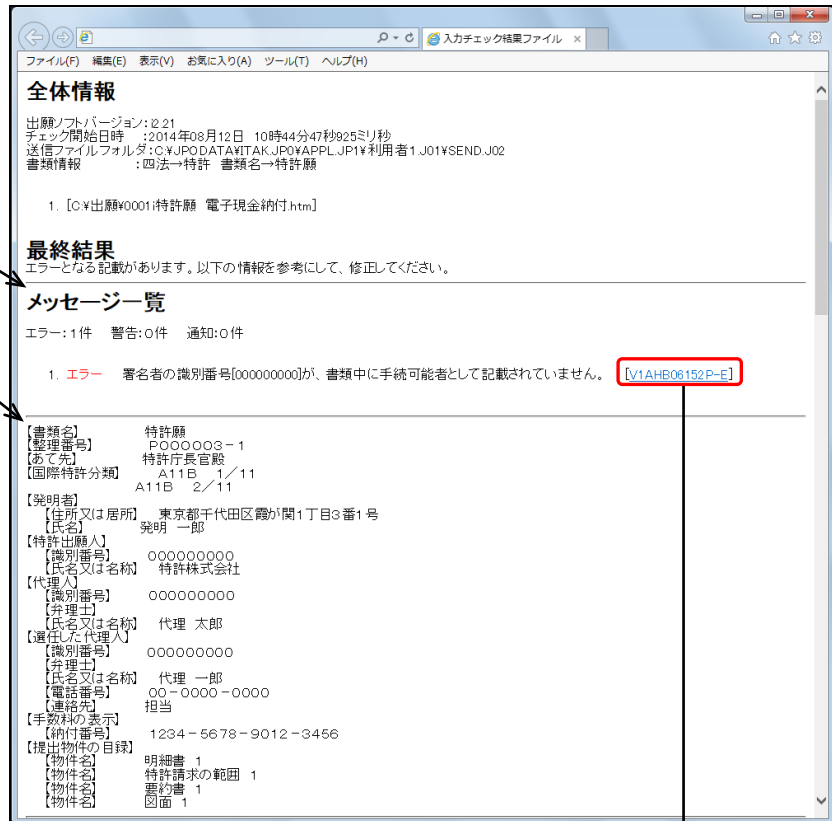 入力チェック結果ファイル ×
ファイル(F) 編集(E) 表示(V) お気に入り(A) ツール(T) ヘルプ(H)
全体情報
出願ソフトバージョン:i2.21
チェック開始日時 :2014年08月12日 10時44分47秒925ミリ秒
送信ファイルフォルダ:C:¥JPODATA¥ITAK.JP0¥APPL.JP1¥利用者1.J01¥SEND.J02
書類情報 :四法→特許 書類名→特許願
1. [C:¥出願¥0001i特許願 電子現金納付.htm]
最終結果
エラーとなる記載があります。以下の情報を参考にして、修正してください。
メッセージ一覧
エラー:1件 警告:0件 通知:0件
1. エラー 署名者の識別番号[000000000]が、書類中に手続可能者として記載されていません。 [V1AHB06152P-E]
【書類名】 特許願
【整理番号】 P000003-1
【あて先】 特許庁長官殿
【国際特許分類】 A11B 1/11
A11B 2/11
【発明者】
【住所又は居所】 東京都千代田区霞が関1丁目3番1号
【氏名】 発明 一郎
【特許出願人】
【識別番号】 000000000
【氏名又は名称】 特許株式会社
【代理人】
【識別番号】 000000000
【弁理士】
【氏名又は名称】 代理 太郎
【選任した代理人】
【識別番号】 000000000
【弁理士】
【氏名又は名称】 代理 一郎
【電話番号】 00-0000-0000
【連絡先】 担当
【手数料の表示】
【納付番号】 1234-5678-9012-3456
【提出物件の目録】
【物件名】 明細書 1
【物件名】 特許請求の範囲 1
【物件名】 要約書 1
【物件名】 図面 1